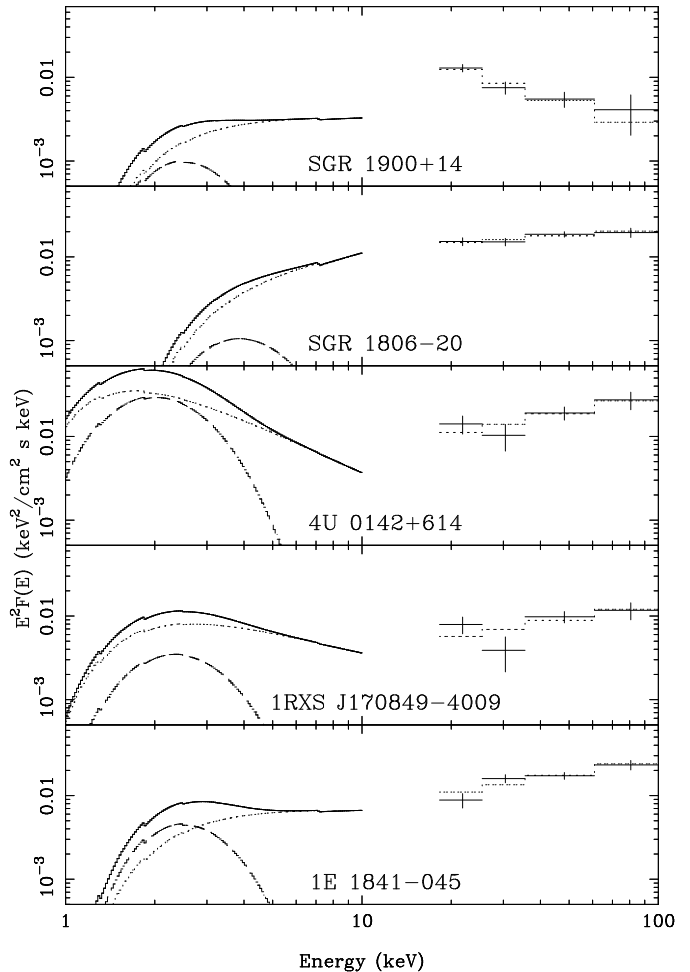 0.01
10⁻³
SGR 1900+14
0.01
10⁻³
SGR 1806−20
0.01
10⁻³
4U 0142+614
E²F(E) (keV²/cm² s keV)
0.01
10⁻³
1RXS J170849−4009
0.01
10⁻³
1E 1841−045
1 10 100
Energy (keV)